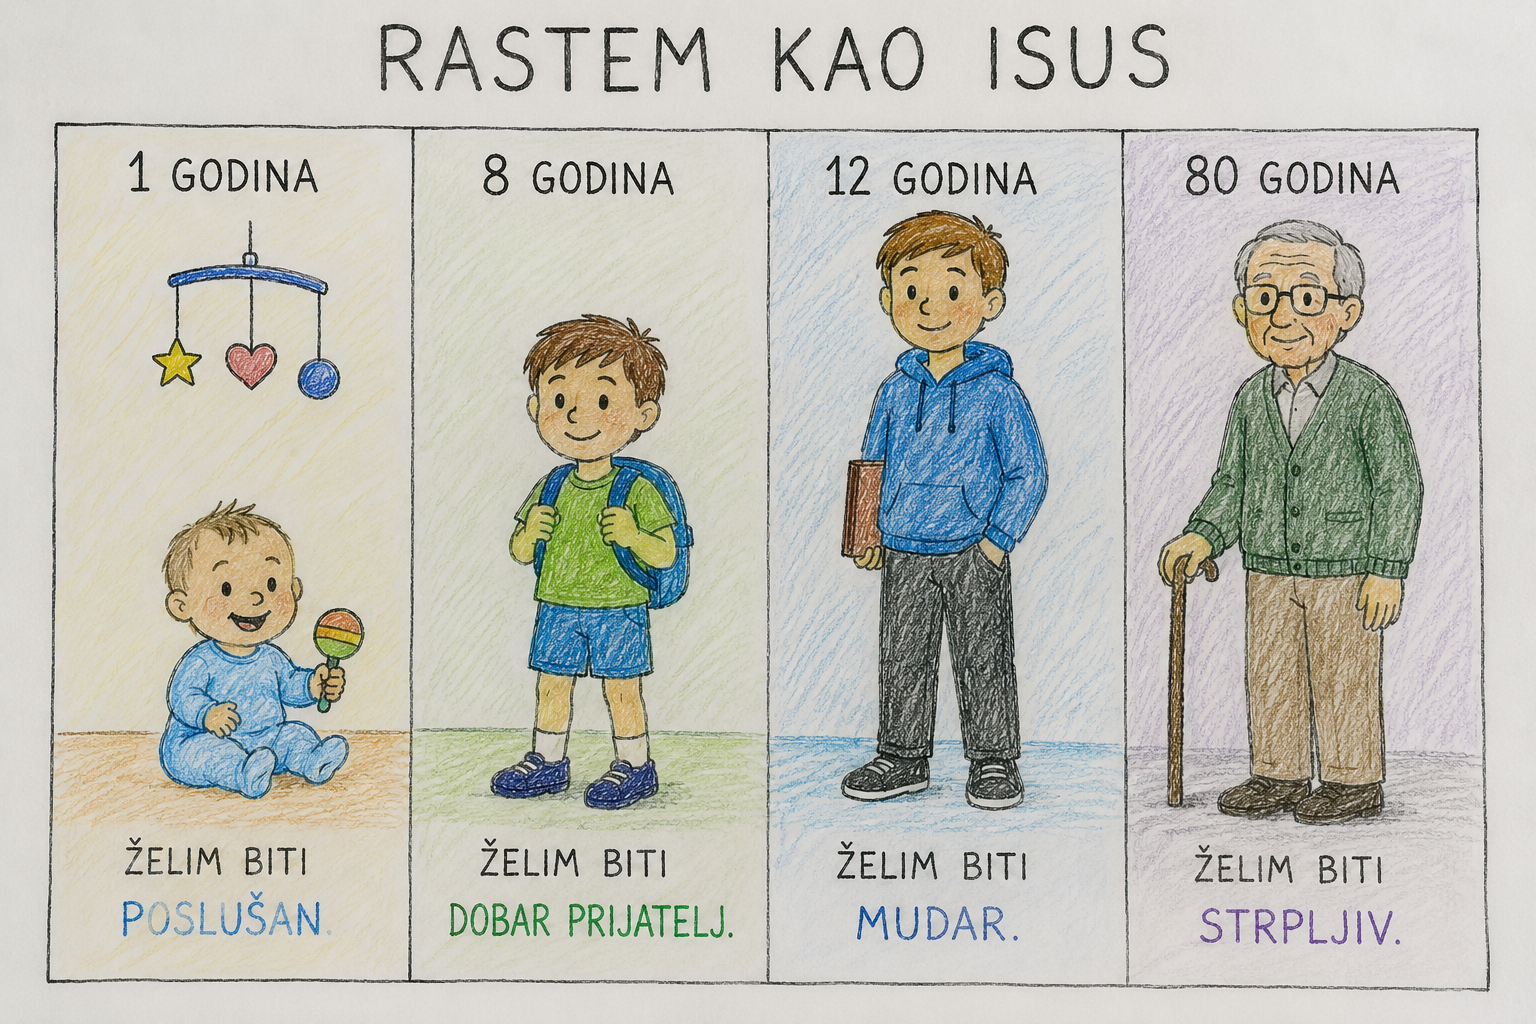 RASTEM KAO ISUS
1 GODINA
8 GODINA
12 GODINA
80 GODINA
ŽELIM BITI
POSLUŠAN.
ŽELIM BITI
DOBAR PRIJATELJ.
ŽELIM BITI
MUDAR.
ŽELIM BITI
STRPLJIV.